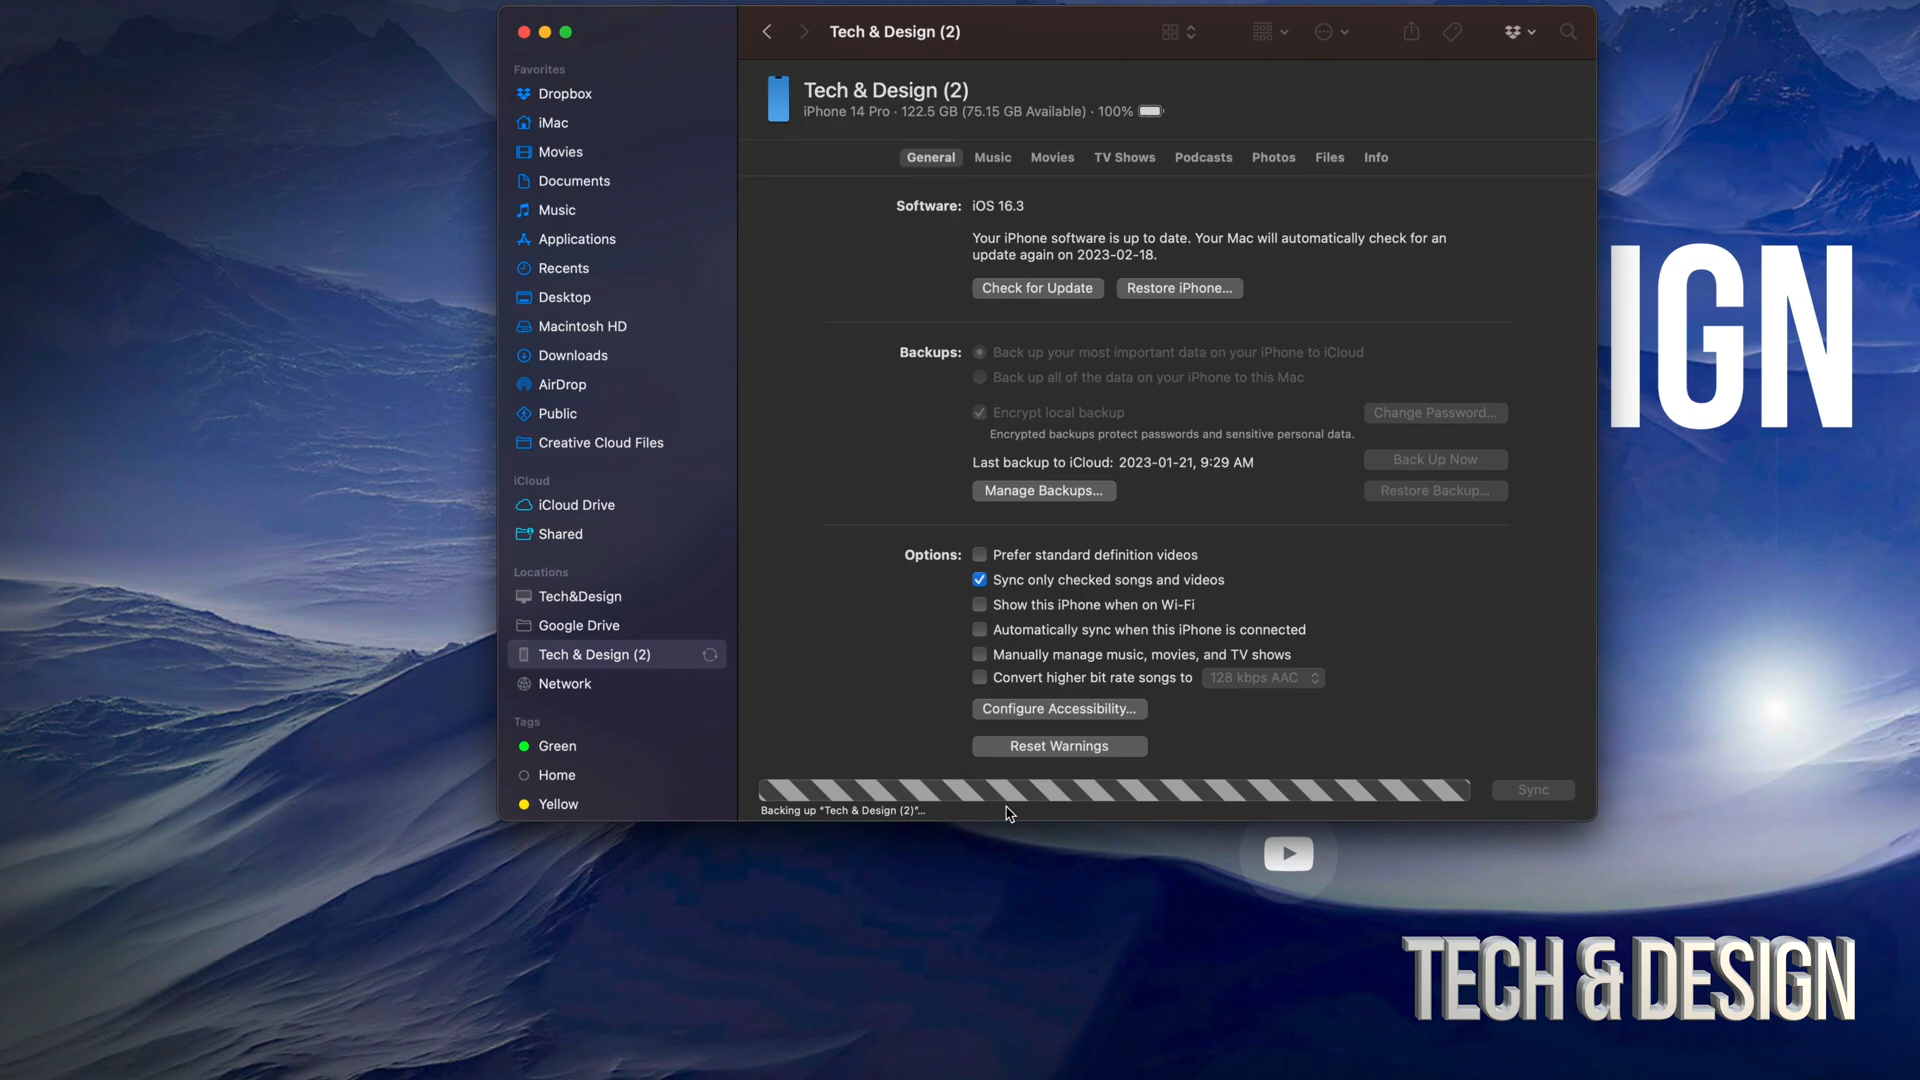 Tech & Design (2)
Favorites
Dropbox
iMac
Movies
Documents
Music
Applications
Recents
Desktop
Macintosh HD
Downloads
AirDrop
Public
Creative Cloud Files
iCloud
iCloud Drive
Shared
Locations
Tech&Design
Google Drive
Tech & Design (2)
Network
Tags
Green
Home
Yellow
Tech & Design (2)
iPhone 14 Pro · 122.5 GB (75.15 GB Available) · 100%
General Music Movies TV Shows Podcasts Photos Files Info
Software: iOS 16.3
Your iPhone software is up to date. Your Mac will automatically check for an
update again on 2023-02-18.
Check for Update Restore iPhone...
Backups: Back up your most important data on your iPhone to iCloud
Back up all of the data on your iPhone to this Mac
Encrypt local backup Change Password...
Encrypted backups protect passwords and sensitive personal data.
Last backup to iCloud: 2023-01-21, 9:29 AM Back Up Now
Manage Backups... Restore Backup...
Options: Prefer standard definition videos
Sync only checked songs and videos
Show this iPhone when on Wi-Fi
Automatically sync when this iPhone is connected
Manually manage music, movies, and TV shows
Convert higher bit rate songs to 128 kbps AAC
Configure Accessibility...
Reset Warnings
Sync
Backing up "Tech & Design (2)"...
IGN
TECH & DESIGN